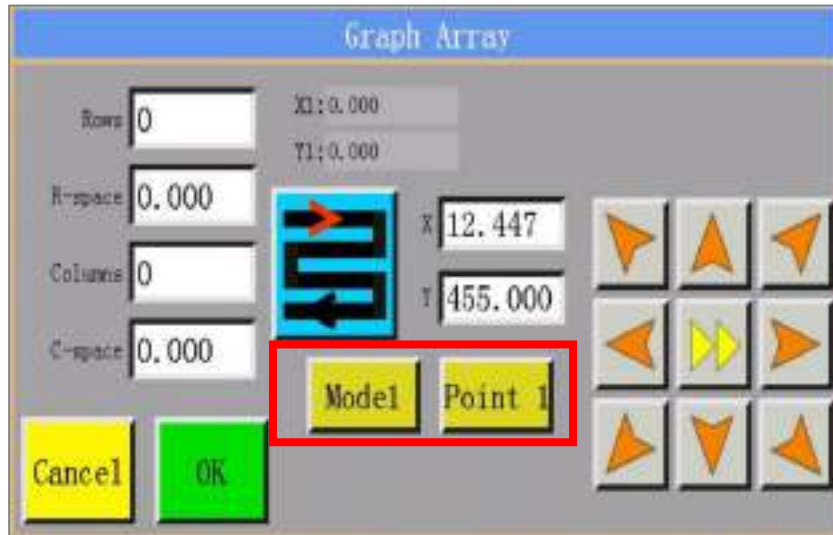 Graph Array
Rows 0
X1:0.000
Y1:0.000
R-space 0.000
X 12.447
Columns 0
Y 455.000
C-space 0.000
Model Point 1
Cancel OK